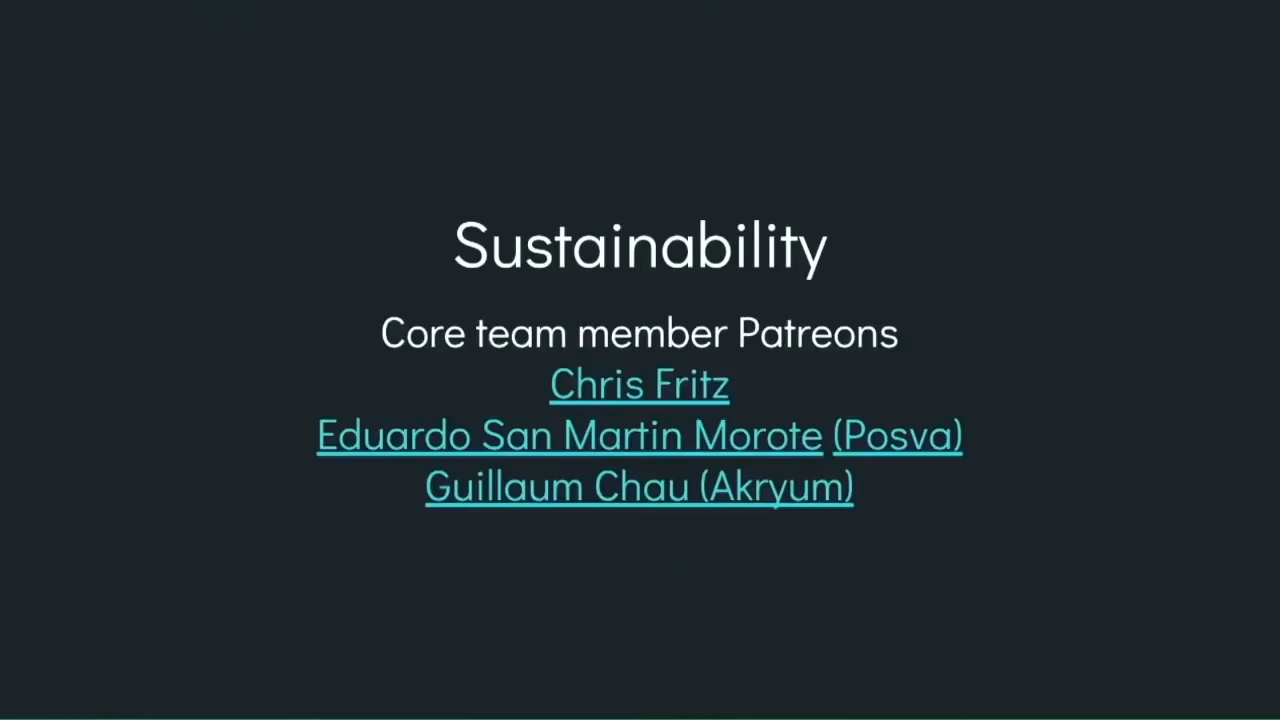 Sustainability
Core team member Patreons
Chris Fritz
Eduardo San Martin Morote (Posva)
Guillaum Chau (Akryum)